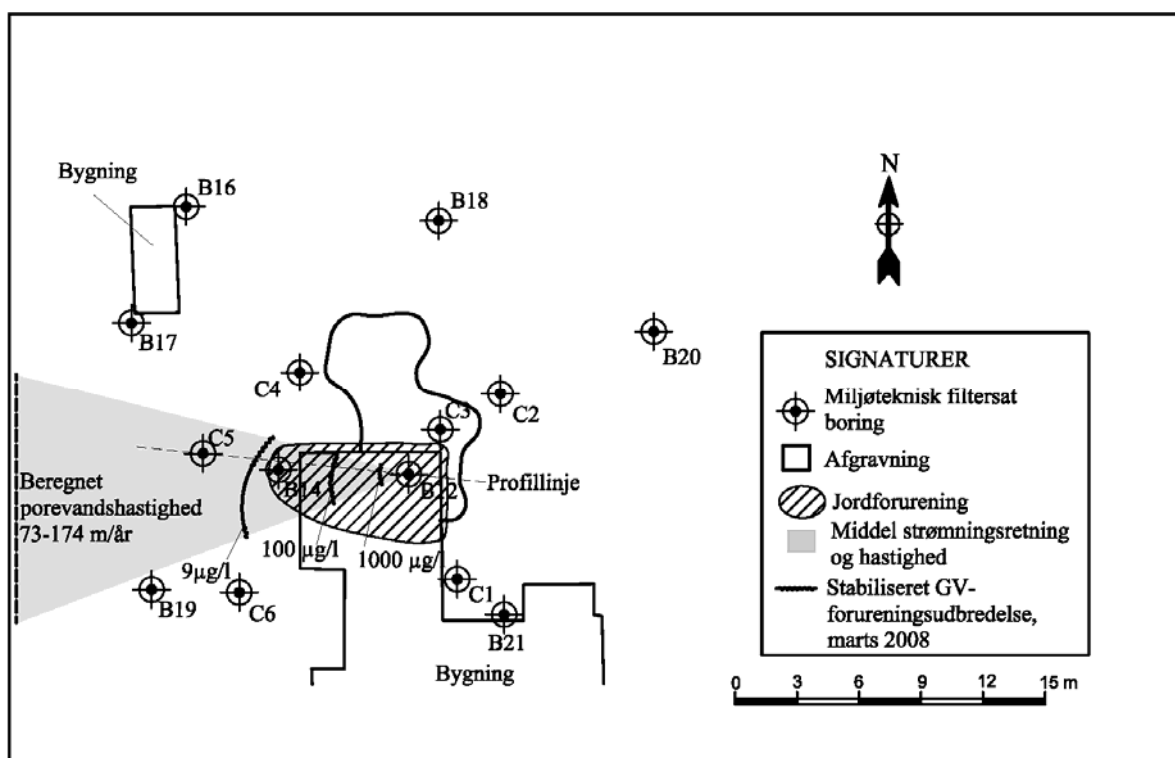 Bygning
B16
B18
N
B17
B20
C4
C3
C2
C5
B14
B12
Profillinje
Beregnet
porevandshastighed
73-174 m/år
9µg/l
100 µg/l
1000 µg/
B19
C6
C1
B21
Bygning
SIGNATURER
Miljøteknisk filtersat
boring
Afgravning
Jordforurening
Middel strømningsretning
og hastighed
Stabiliseret GV-
forureningsudbredelse,
marts 2008
0 3 6 9 12 15 m